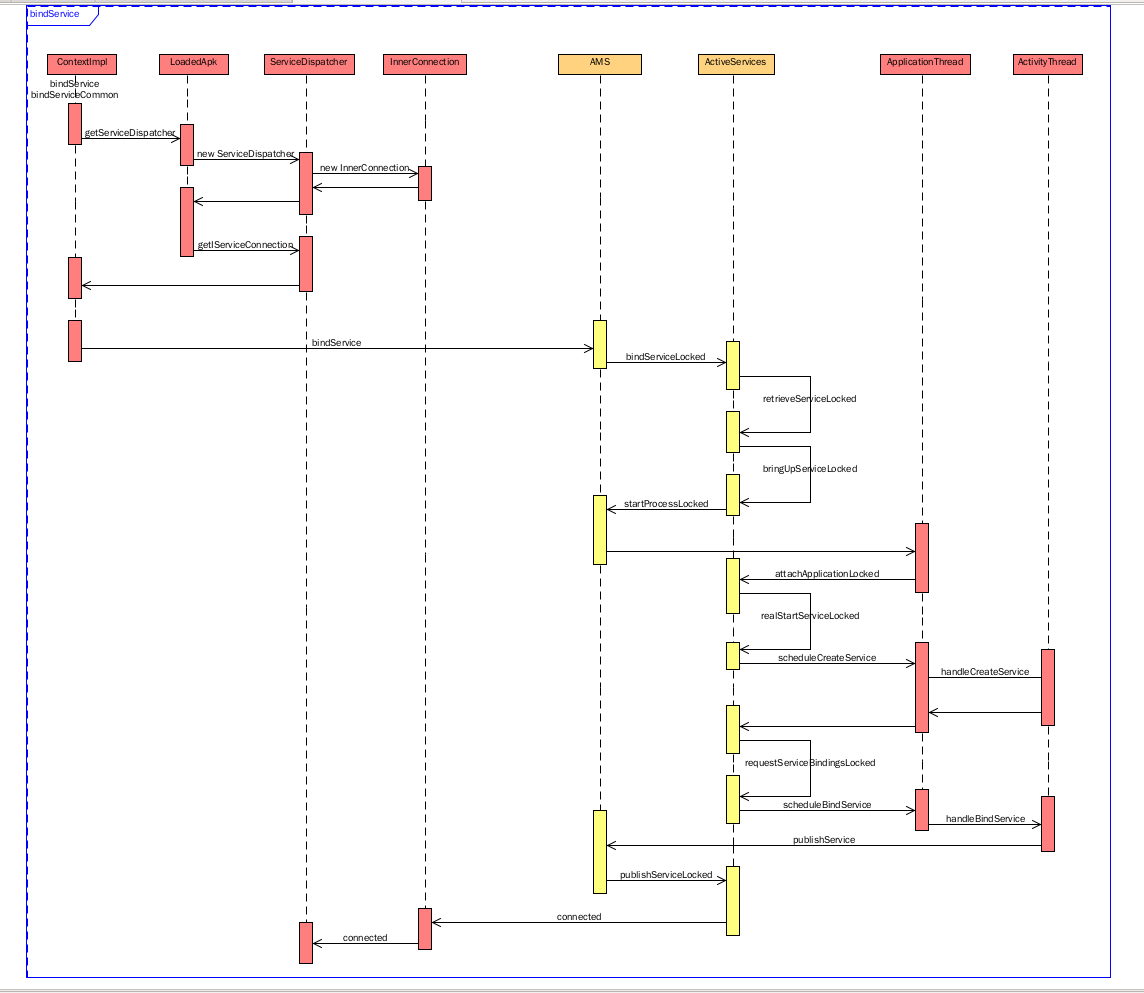 bindService
ContextImpl
LoadedApk
ServiceDispatcher
InnerConnection
AMS
ActiveServices
ApplicationThread
ActivityThread
bindService
bindServiceCommon
getServiceDispatcher
new ServiceDispatcher
new InnerConnection
getIServiceConnection
bindService
bindServiceLocked
retrieveServiceLocked
bringUpServiceLocked
startProcessLocked
attachApplicationLocked
realStartServiceLocked
scheduleCreateService
handleCreateService
requestServiceBindingsLocked
scheduleBindService
handleBindService
publishService
publishServiceLocked
connected
connected